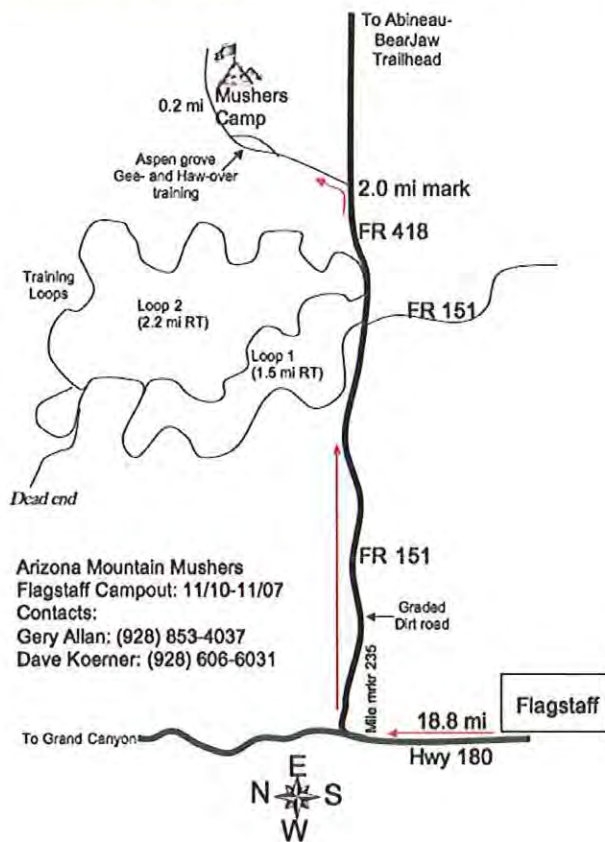 To Abineau-
BearJaw
Trailhead
0.2 mi
Mushers
Camp
Aspen grove
Gee- and Haw-over
training
2.0 mi mark
FR 418
Training
Loops
Loop 2
(2.2 mi RT)
FR 151
Loop 1
(1.5 mi RT)
Dead end
Arizona Mountain Mushers
Flagstaff Campout: 11/10-11/07
Contacts:
Gery Allan: (928) 853-4037
Dave Koerner: (928) 606-6031
FR 151
Graded
Dirt road
Mile mrkr 235
Flagstaff
18.8 mi
To Grand Canyon
Hwy 180
E
N S
W